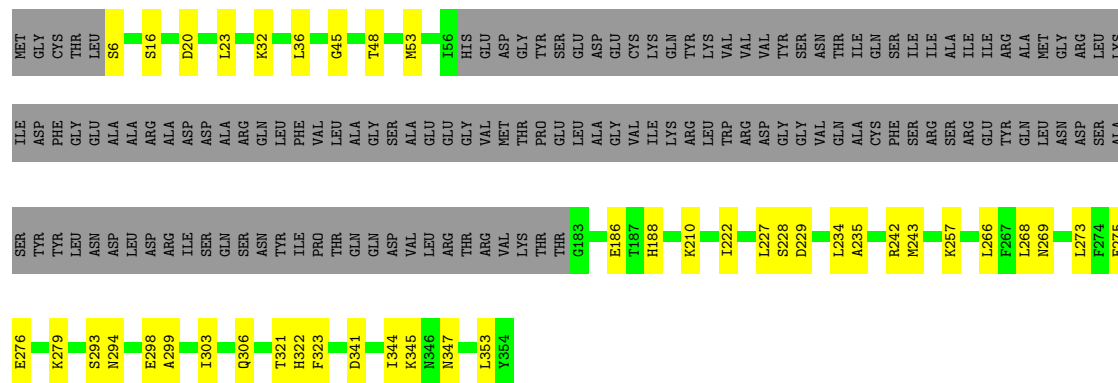 MET GLY CYS THR LEU S6 S16 D20 L23 K32 L36 G45 T48 M53 I56 HIS GLU ASP GLY TYR SER GLU ASP GLU CYS LYS GLN TYR LYS VAL VAL VAL TYR SER ASN THR ILE GLN SER ILE ILE ALA ILE ILE ARG ALA MET GLY ARG LEU LYS
ILE ASP PHE GLY GLU ALA ALA ARG ALA ASP ASP ALA ARG GLN LEU PHE VAL LEU ALA GLY SER ALA GLU GLU GLY VAL MET THR PRO GLU LEU ALA GLY VAL ILE LYS ARG LEU TRP ARG ASP GLY GLY VAL GLN ALA CYS PHE SER ARG SER ARG GLU TYR GLN LEU ASN ASP SER ALA
SER TYR TYR LEU ASN ASP LEU ASP ARG ILE SER GLN SER ASN TYR ILE PRO THR GLN GLN ASP VAL LEU ARG THR ARG VAL LYS THR THR G183 E186 T187 H188 K210 I222 L227 S228 D229 L234 A235 R242 M243 K257 L266 F267 L268 N269 L273 F274 E275
E276 K279 S293 N294 E298 A299 I303 Q306 T321 H322 F323 D341 I344 K345 N346 N347 L353 Y354